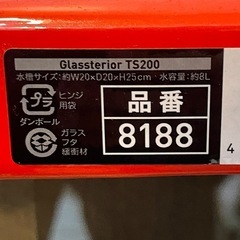 Glassterior TS200
水槽サイズ：約W20×D20×H25cm 水容量：約8L
プラ
ヒンジ
用袋
ダンボール
ガラス
フタ
緩衝材
品番
8188
4